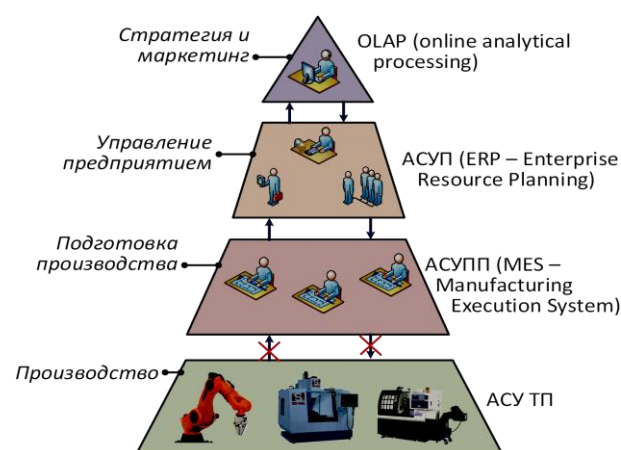 Стратегия и
маркетинг
OLAP (online analytical
processing)
Управление
предприятием
АСУП (ERP – Enterprise
Resource Planning)
Подготовка
производства
АСУПП (MES –
Manufacturing
Execution System)
Производство
АСУ ТП